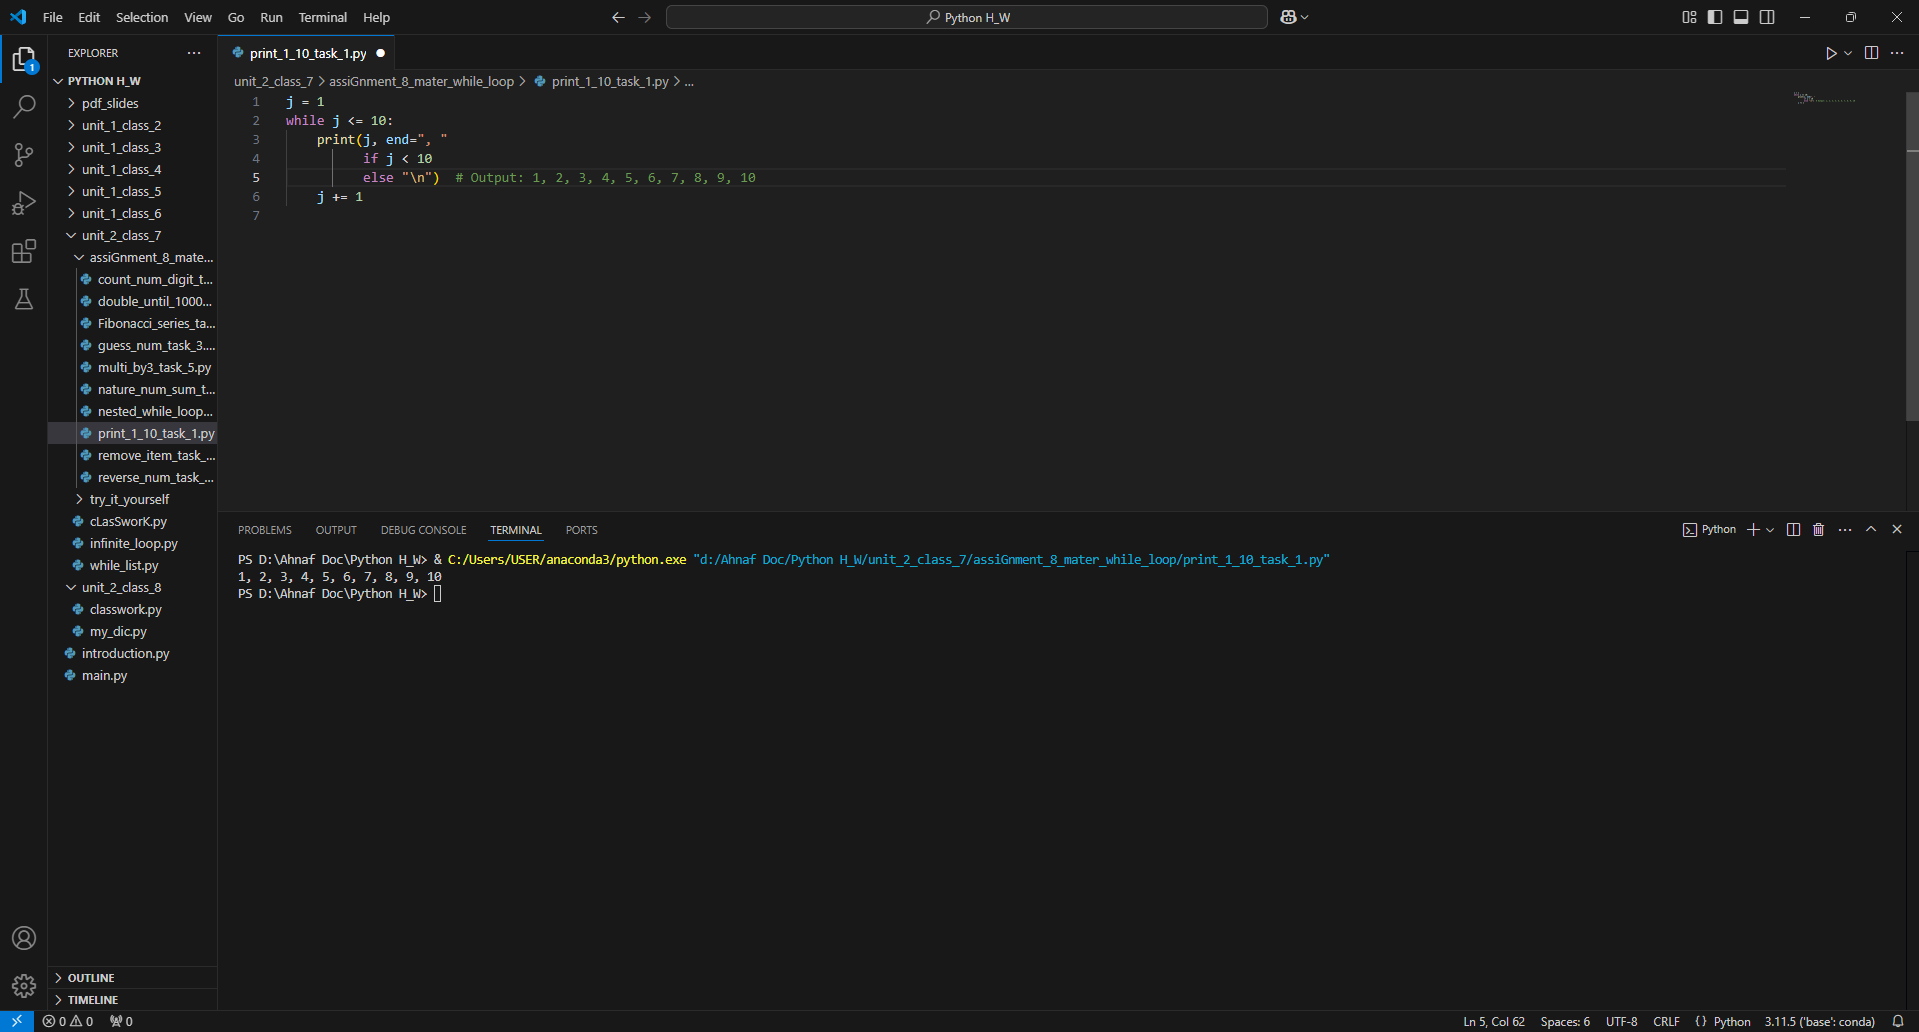 File Edit Selection View Go Run Terminal Help
Python H_W
EXPLORER
PYTHON H_W
pdf_slides
unit_1_class_2
unit_1_class_3
unit_1_class_4
unit_1_class_5
unit_1_class_6
unit_2_class_7
assiGnment_8_mate...
count_num_digit_t...
double_until_1000...
Fibonacci_series_ta...
guess_num_task_3....
multi_by3_task_5.py
nature_num_sum_t...
nested_while_loop...
print_1_10_task_1.py
remove_item_task_...
reverse_num_task_...
try_it_yourself
cLasSworK.py
infinite_loop.py
while_list.py
unit_2_class_8
classwork.py
my_dic.py
introduction.py
main.py
OUTLINE
TIMELINE
1
print_1_10_task_1.py
unit_2_class_7 > assiGnment_8_mater_while_loop > print_1_10_task_1.py > ...
1 j = 1
2 while j <= 10:
3 print(j, end=", "
4 if j < 10
5 else "\n") # Output: 1, 2, 3, 4, 5, 6, 7, 8, 9, 10
6 j += 1
7
PROBLEMS OUTPUT DEBUG CONSOLE TERMINAL PORTS
Python
PS D:\Ahnaf Doc\Python H_W> & C:/Users/USER/anaconda3/python.exe "d:/Ahnaf Doc/Python H_W/unit_2_class_7/assiGnment_8_mater_while_loop/print_1_10_task_1.py"
1, 2, 3, 4, 5, 6, 7, 8, 9, 10
PS D:\Ahnaf Doc\Python H_W>
0 0 0
Ln 5, Col 62 Spaces: 6 UTF-8 CRLF {} Python 3.11.5 ('base': conda)